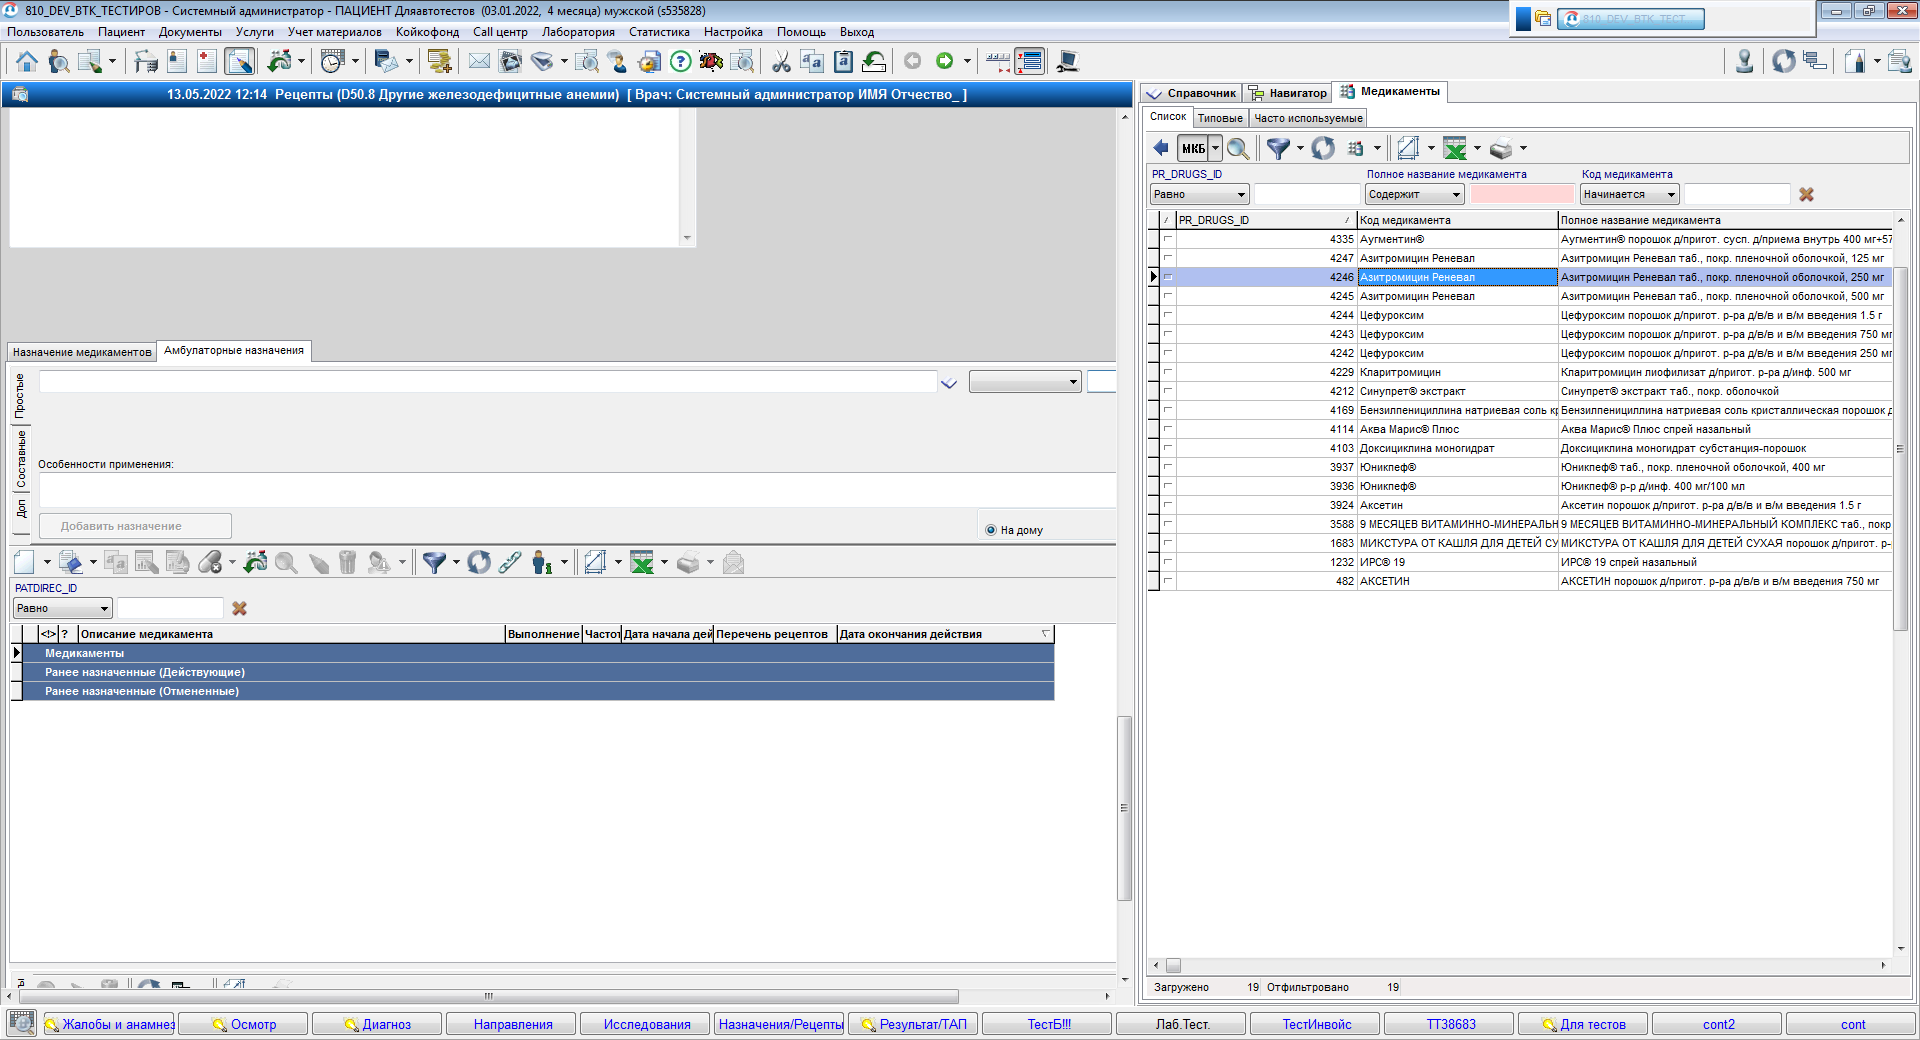 810_DEV_BTK_ТЕСТИРОВ - Системный администратор - ПАЦИЕНТ Дляавтотестов (03.01.2022, 4 месяца) мужской (s535828)
810_DEV_BTK_ТЕСТ
Пользователь Пациент Документы Услуги Учет материалов Койкофонд Call центр Лаборатория Статистика Настройка Помощь Выход
13.05.2022 12:14 Рецепты (D50.8 Другие железодефицитные анемии) [ Врач: Системный администратор ИМЯ Отчество_ ]
Назначение медикаментов Амбулаторные назначения
Простые
Составные
Доп
Особенности применения:
Добавить назначение
На дому
PATDIREC_ID
Равно
<!> ? Описание медикамента Выполнение Частот Дата начала дей Перечень рецептов Дата окончания действия
Медикаменты
Ранее назначенные (Действующие)
Ранее назначенные (Отмененные)
Справочник Навигатор Медикаменты
Список Типовые Часто используемые
МКБ
PR_DRUGS_ID Полное название медикамента Код медикамента
Равно Содержит Начинается
PR_DRUGS_ID Код медикамента Полное название медикамента
4335 Аугментин® Аугментин® порошок д/пригот. сусп. д/приема внутрь 400 мг+57
4247 Азитромицин Реневал Азитромицин Реневал таб., покр. пленочной оболочкой, 125 мг
4246 Азитромицин Реневал Азитромицин Реневал таб., покр. пленочной оболочкой, 250 мг
4245 Азитромицин Реневал Азитромицин Реневал таб., покр. пленочной оболочкой, 500 мг
4244 Цефуроксим Цефуроксим порошок д/пригот. р-ра д/в/в и в/м введения 1.5 г
4243 Цефуроксим Цефуроксим порошок д/пригот. р-ра д/в/в и в/м введения 750 мг
4242 Цефуроксим Цефуроксим порошок д/пригот. р-ра д/в/в и в/м введения 250 мг
4229 Кларитромицин Кларитромицин лиофилизат д/пригот. р-ра д/инф. 500 мг
4212 Синупрет® экстракт Синупрет® экстракт таб., покр. оболочкой
4169 Бензилпенициллина натриевая соль кр Бензилпенициллина натриевая соль кристаллическая порошок д
4114 Аква Марис® Плюс Аква Марис® Плюс спрей назальный
4103 Доксициклина моногидрат Доксициклина моногидрат субстанция-порошок
3937 Юникпеф® Юникпеф® таб., покр. пленочной оболочкой, 400 мг
3936 Юникпеф® Юникпеф® р-р д/инф. 400 мг/100 мл
3924 Аксетин Аксетин порошок д/пригот. р-ра д/в/в и в/м введения 1.5 г
3588 9 МЕСЯЦЕВ ВИТАМИННО-МИНЕРАЛЬН 9 МЕСЯЦЕВ ВИТАМИННО-МИНЕРАЛЬНЫЙ КОМПЛЕКС таб., покр
1683 МИКСТУРА ОТ КАШЛЯ ДЛЯ ДЕТЕЙ СУ МИКСТУРА ОТ КАШЛЯ ДЛЯ ДЕТЕЙ СУХАЯ порошок д/пригот. р-
1232 ИРС® 19 ИРС® 19 спрей назальный
482 АКСЕТИН АКСЕТИН порошок д/пригот. р-ра д/в/в и в/м введения 750 мг
Загружено 19 Отфильтровано 19
Жалобы и анамнез Осмотр Диагноз Направления Исследования Назначения/Рецепты Результат/ТАП ТестБ!!! Лаб.Тест. ТестИнвойс ТТ38683 Для тестов cont2 cont